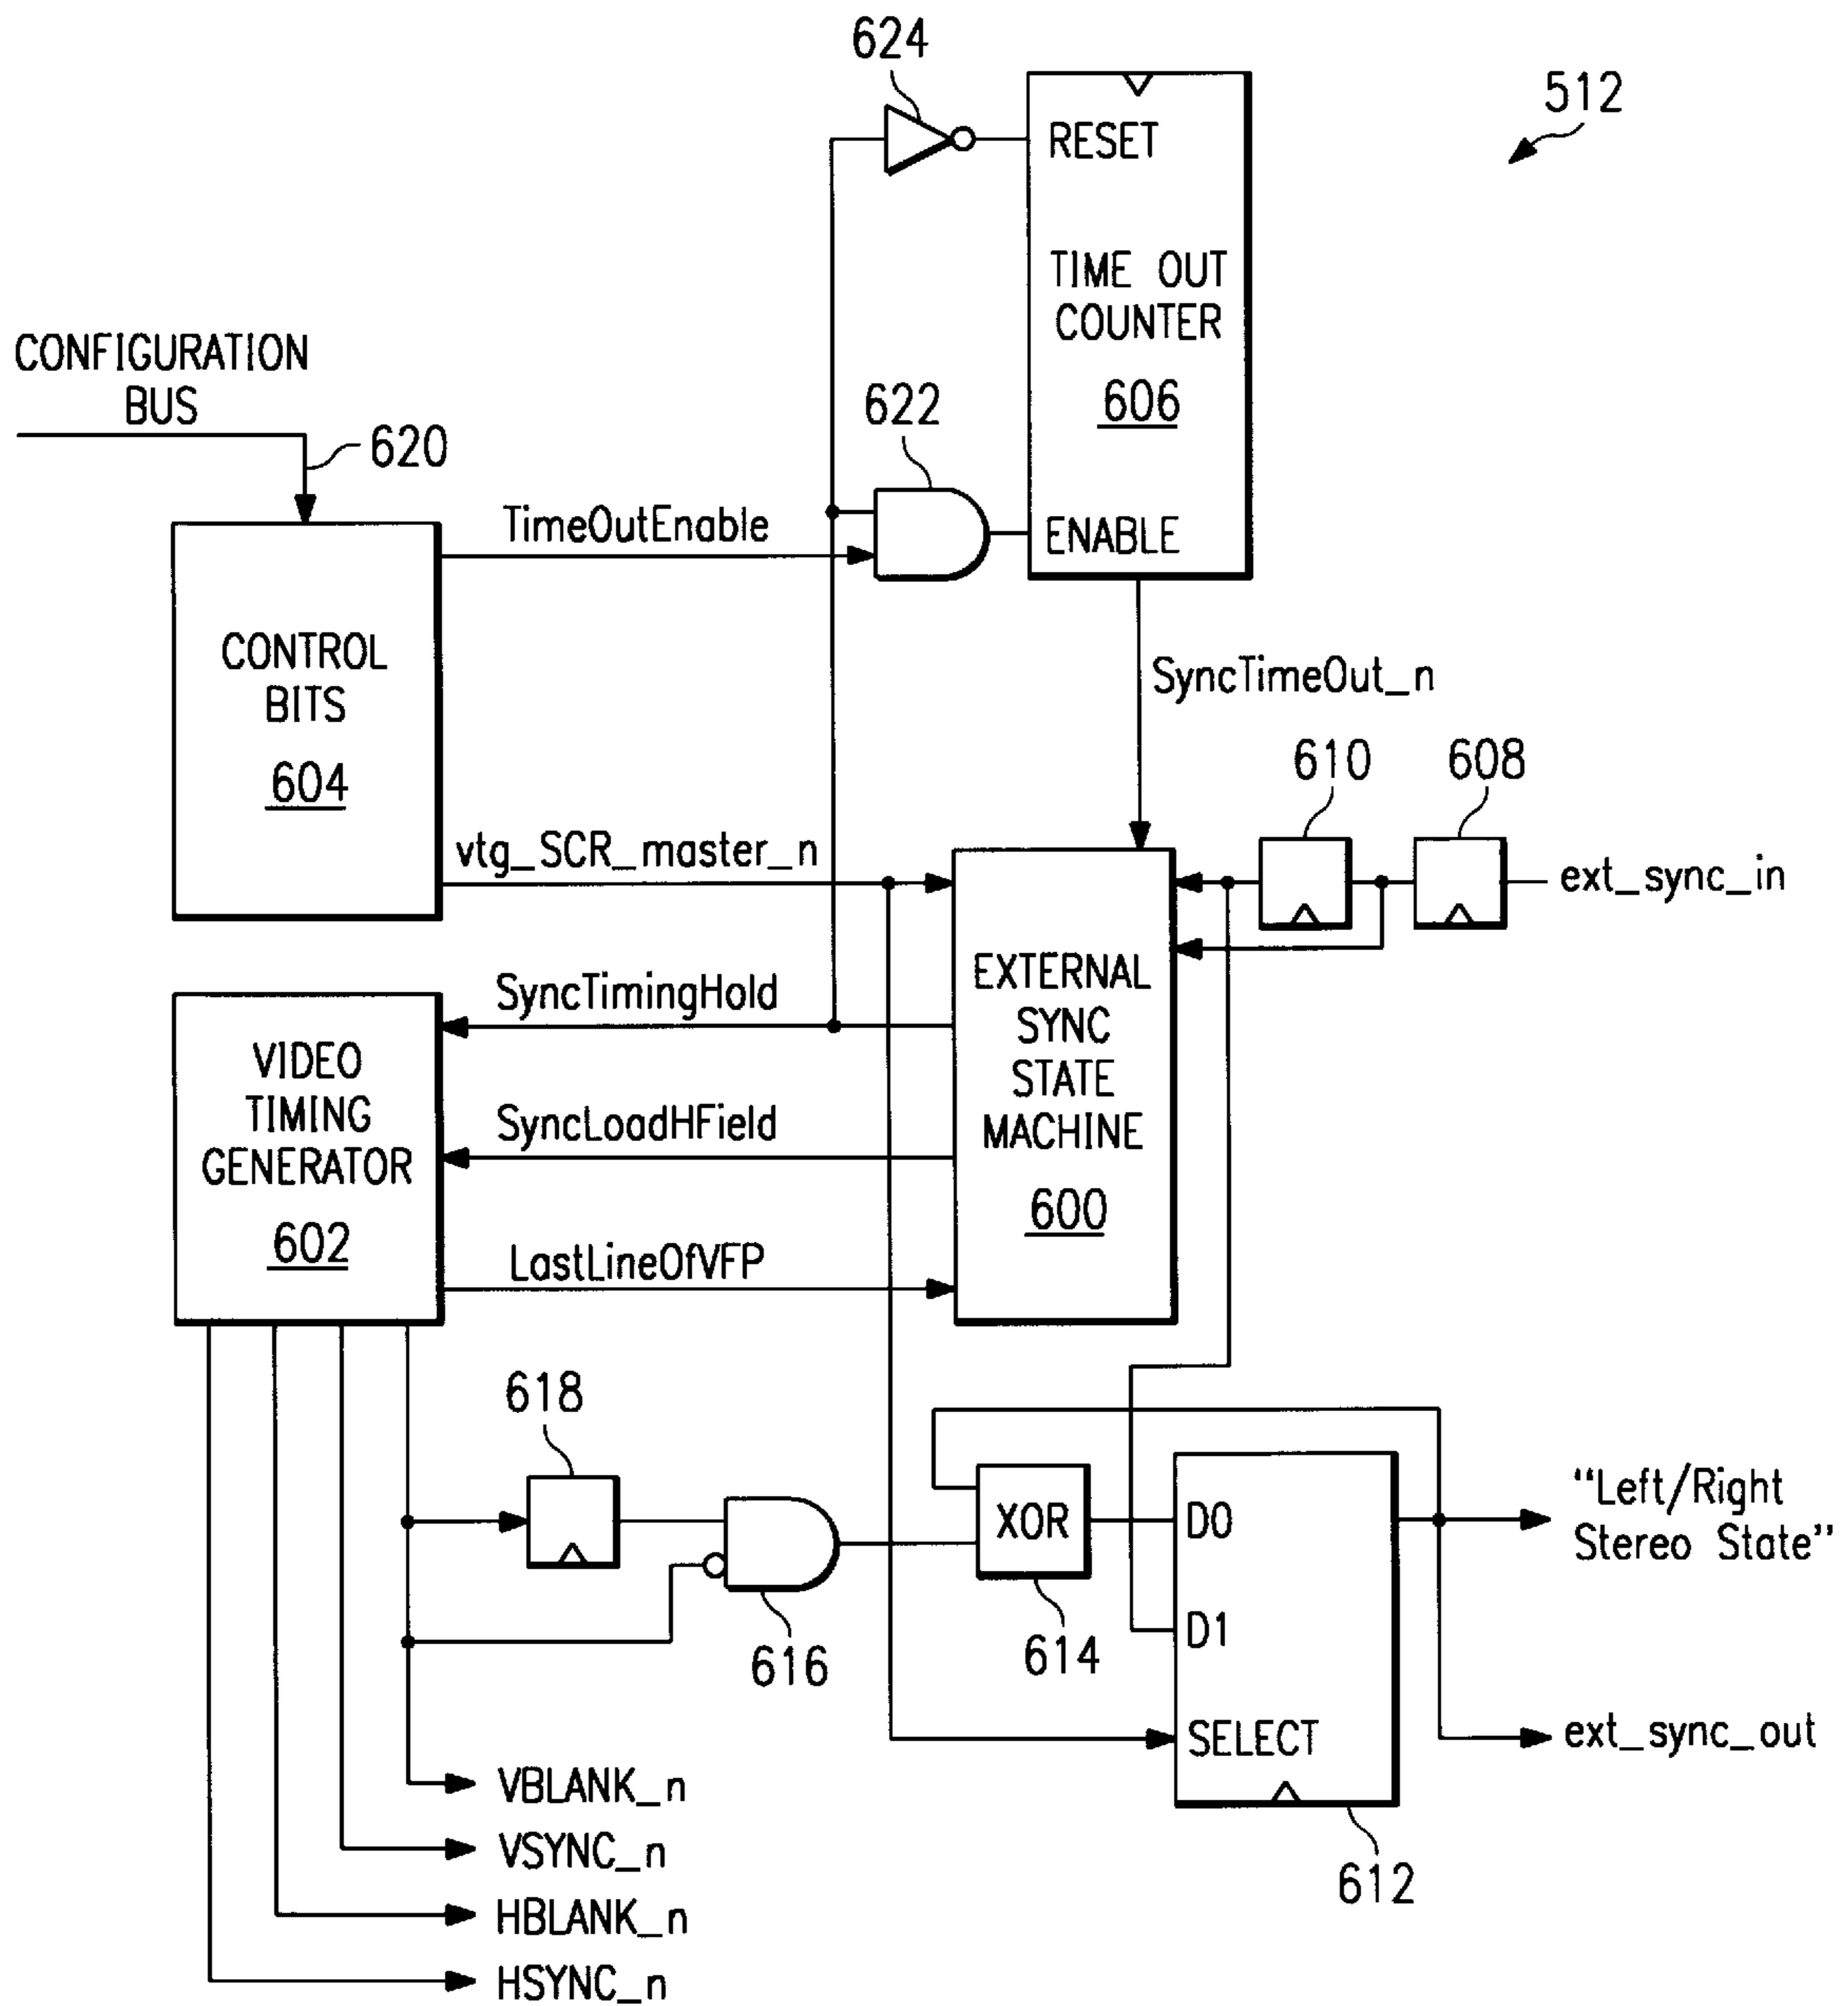 624
512
RESET
TIME OUT
COUNTER
606
CONFIGURATION
BUS
620
622
TimeOutEnable
ENABLE
CONTROL
BITS
604
SyncTimeOut_n
610
608
vtg_SCR_master_n
ext_sync_in
EXTERNAL
SYNC
STATE
MACHINE
600
SyncTimingHold
VIDEO
TIMING
GENERATOR
602
SyncLoadHField
LastLineOfVFP
618
XOR
D0
"Left/Right
Stereo State"
616
614
D1
SELECT
ext_sync_out
612
VBLANK_n
VSYNC_n
HBLANK_n
HSYNC_n